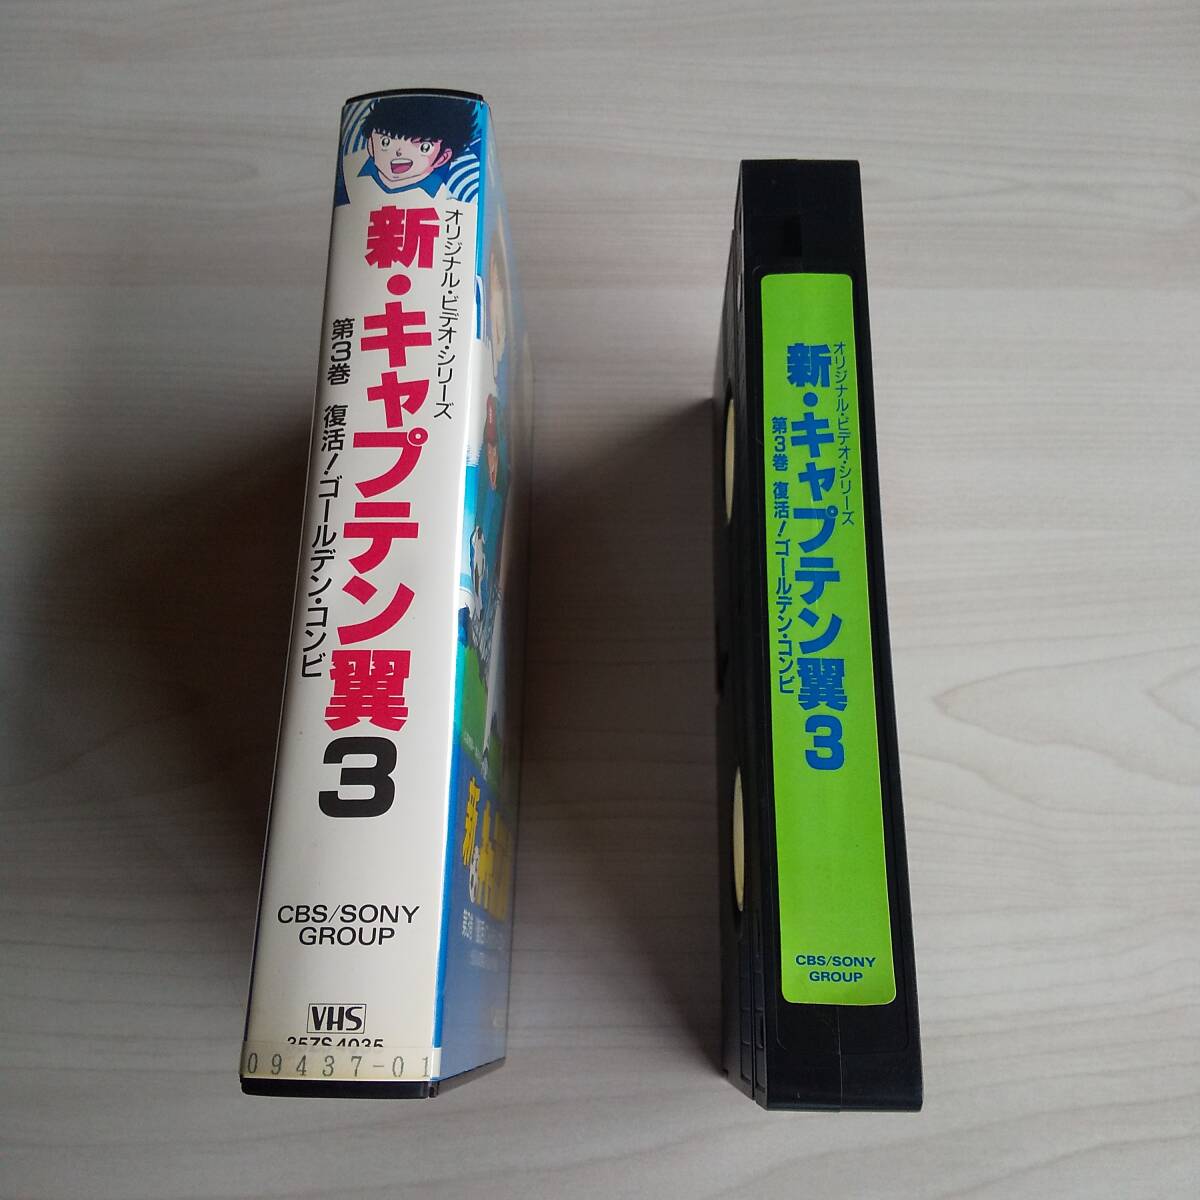 オリジナル・ビデオ・シリーズ
新・キャプテン翼3
第3巻 復活!ゴールデン・コンビ
CBS/SONY
GROUP
VHS
35ZS4035
09437-01
オリジナル・ビデオ・シリーズ
新・キャプテン翼3
第3巻 復活!ゴールデン・コンビ
CBS/SONY
GROUP